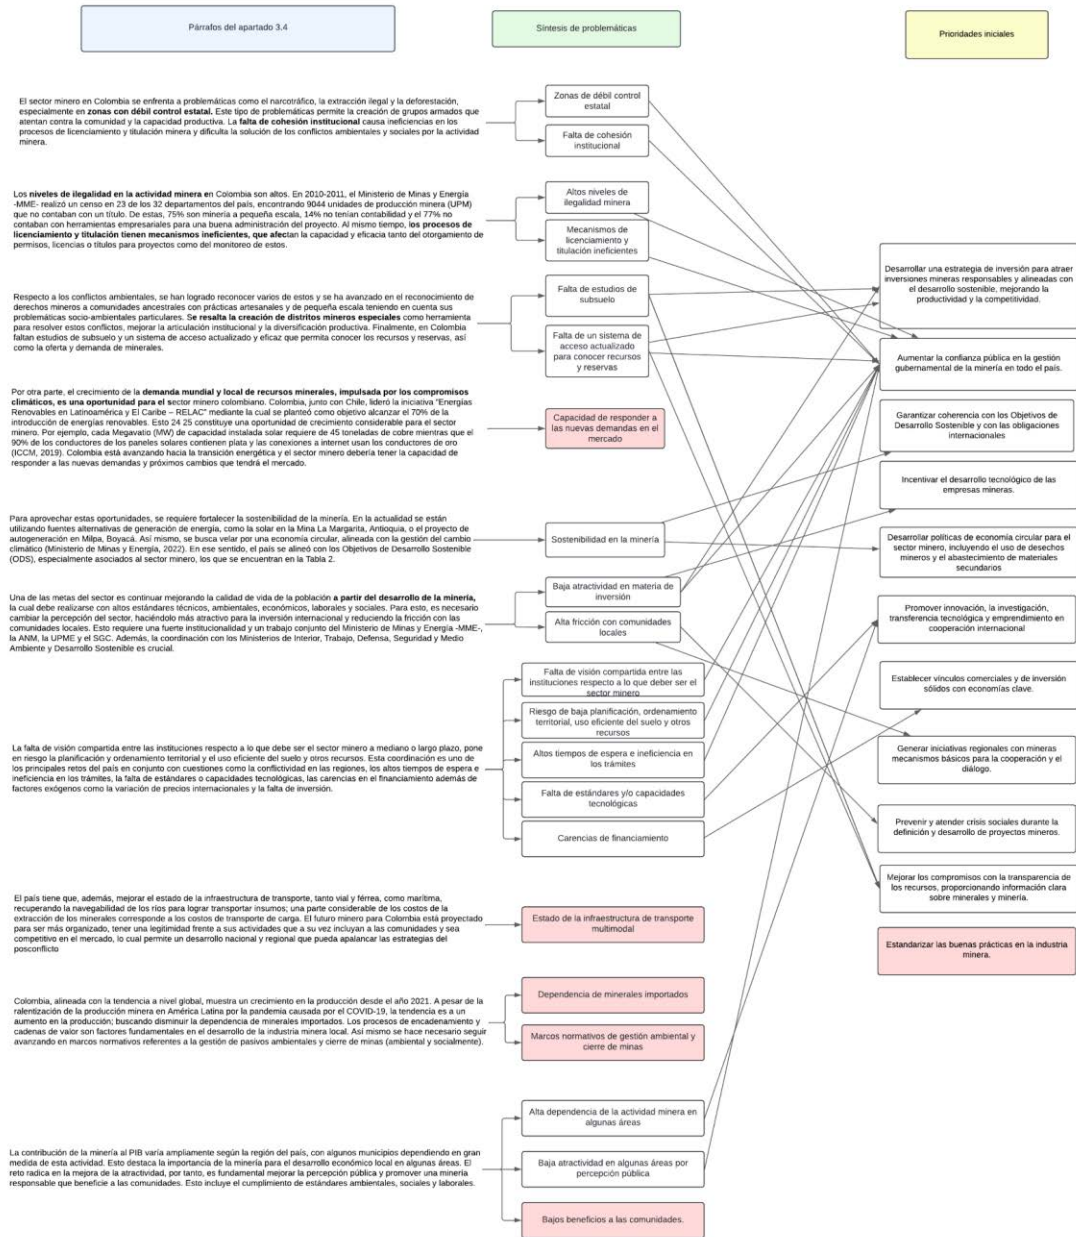 Párrafos del apartado 3.4
Síntesis de problemáticas
Prioridades iniciales
El sector minero en Colombia se enfrenta a problemáticas como el narcotráfico, la extracción ilegal y la deforestación,
especialmente en zonas con débil control estatal. Este tipo de problemáticas permite la creación de grupos armados que
atentan contra la comunidad y la capacidad productiva. La falta de cohesión institucional causa ineficiencias en los
procesos de licenciamiento y titulación minera y dificulta la solución de los conflictos ambientales y sociales por la actividad
minera.
Zonas de débil control
estatal
Falta de cohesión
institucional
Los niveles de ilegalidad en la actividad minera en Colombia son altos. En 2010-2011, el Ministerio de Minas y Energía
-MME- realizó un censo en 23 de los 32 departamentos del país, encontrando 9044 unidades de producción minera (UPM)
que no contaban con un título. De estas, 75% son minería a pequeña escala, 14% no tenían contabilidad y el 77% no
contaban con herramientas empresariales para una buena administración del proyecto. Al mismo tiempo, los procesos de
licenciamiento y titulación tienen mecanismos ineficientes, que afectan la capacidad y eficacia tanto del otorgamiento de
permisos, licencias o títulos para proyectos como del monitoreo de estos.
Altos niveles de
ilegalidad minera
Mecanismos de
licenciamiento y
titulación ineficientes
Respecto a los conflictos ambientales, se han logrado reconocer varios de estos y se ha avanzado en el reconocimiento de
derechos mineros a comunidades ancestrales con prácticas artesanales y de pequeña escala teniendo en cuenta sus
problemáticas socio-ambientales particulares. Se resalta la creación de distritos mineros especiales como herramienta
para resolver estos conflictos, mejorar la articulación institucional y la diversificación productiva. Finalmente, en Colombia
faltan estudios de subsuelo y un sistema de acceso actualizado y eficaz que permita conocer los recursos y reservas, así
como la oferta y demanda de minerales.
Falta de estudios de
subsuelo
Falta de un sistema de
acceso actualizado
para conocer recursos
y reservas
Por otra parte, el crecimiento de la demanda mundial y local de recursos minerales, impulsada por los compromisos
climáticos, es una oportunidad para el sector minero colombiano. Colombia, junto con Chile, lideró la iniciativa "Energías
Renovables en Latinoamérica y El Caribe – RELAC" mediante la cual se planteó como objetivo alcanzar el 70% de la
introducción de energías renovables. Esto 24 25 constituye una oportunidad de crecimiento considerable para el sector
minero. Por ejemplo, cada Megavatio (MW) de capacidad instalada solar requiere de 45 toneladas de cobre mientras que el
90% de los conductores de los paneles solares contienen plata y las conexiones a internet usan los conductores de oro
(ICCM, 2019). Colombia está avanzando hacia la transición energética y el sector minero debería tener la capacidad de
responder a las nuevas demandas y próximos cambios que tendrá el mercado.
Capacidad de responder a
las nuevas demandas en el
mercado
Para aprovechar estas oportunidades, se requiere fortalecer la sostenibilidad de la minería. En la actualidad se están
utilizando fuentes alternativas de generación de energía, como la solar en la Mina La Margarita, Antioquia, o el proyecto de
autogeneración en Milpa, Boyacá. Así mismo, se busca velar por una economía circular, alineada con la gestión del cambio
climático (Ministerio de Minas y Energía, 2022). En ese sentido, el país se alineó con los Objetivos de Desarrollo Sostenible
(ODS), especialmente asociados al sector minero, los que se encuentran en la Tabla 2.
Sostenibilidad en la minería
Una de las metas del sector es continuar mejorando la calidad de vida de la población a partir del desarrollo de la minería,
la cual debe realizarse con altos estándares técnicos, ambientales, económicos, laborales y sociales. Para esto, es necesario
cambiar la percepción del sector, haciéndolo más atractivo para la inversión internacional y reduciendo la fricción con las
comunidades locales. Esto requiere una fuerte institucionalidad y un trabajo conjunto del Ministerio de Minas y Energía -MME-,
la ANM, la UPME y el SGC. Además, la coordinación con los Ministerios de Interior, Trabajo, Defensa, Seguridad y Medio
Ambiente y Desarrollo Sostenible es crucial.
Baja atractividad en materia de
inversión
Alta fricción con comunidades
locales
La falta de visión compartida entre las instituciones respecto a lo que debe ser el sector minero a mediano o largo plazo, pone
en riesgo la planificación y ordenamiento territorial y el uso eficiente del suelo y otros recursos. Esta coordinación es uno de
los principales retos del país en conjunto con cuestiones como la conflictividad en las regiones, los altos tiempos de espera e
ineficiencia en los trámites, la falta de estándares o capacidades tecnológicas, las carencias en el financiamiento además de
factores exógenos como la variación de precios internacionales y la falta de inversión.
Falta de visión compartida entre las
instituciones respecto a lo que deber ser el
sector minero
Riesgo de baja planificación, ordenamiento
territorial, uso eficiente del suelo y otros
recursos
Altos tiempos de espera e ineficiencia en
los trámites
Falta de estándares y/o capacidades
tecnológicas
Carencias de financiamiento
El país tiene que, además, mejorar el estado de la infraestructura de transporte, tanto vial y férrea, como marítima,
recuperando la navegabilidad de los ríos para lograr transportar insumos; una parte considerable de los costos de la
extracción de los minerales corresponde a los costos de transporte de carga. El futuro minero para Colombia está proyectado
para ser más organizado, tener una legitimidad frente a sus actividades que a su vez incluyan a las comunidades y sea
competitivo en el mercado, lo cual permite un desarrollo nacional y regional que pueda apalancar las estrategias del
posconflicto
Estado de la infraestructura de transporte
multimodal
Colombia, alineada con la tendencia a nivel global, muestra un crecimiento en la producción desde el año 2021. A pesar de la
ralentización de la producción minera en América Latina por la pandemia causada por el COVID-19, la tendencia es a un
aumento en la producción; buscando disminuir la dependencia de minerales importados. Los procesos de encadenamiento y
cadenas de valor son factores fundamentales en el desarrollo de la industria minera local. Así mismo se hace necesario seguir
avanzando en marcos normativos referentes a la gestión de pasivos ambientales y cierre de minas (ambiental y socialmente).
Dependencia de minerales importados
Marcos normativos de gestión ambiental y
cierre de minas
La contribución de la minería al PIB varía ampliamente según la región del país, con algunos municipios dependiendo en gran
medida de esta actividad. Esto destaca la importancia de la minería para el desarrollo económico local en algunas áreas. El
reto radica en la mejora de la atractividad, por tanto, es fundamental mejorar la percepción pública y promover una minería
responsable que beneficie a las comunidades. Esto incluye el cumplimiento de estándares ambientales, sociales y laborales.
Alta dependencia de la actividad minera en
algunas áreas
Baja atractividad en algunas áreas por
percepción pública
Bajos beneficios a las comunidades.
Desarrollar una estrategia de inversión para atraer
inversiones mineras responsables y alineadas con
el desarrollo sostenible, mejorando la
productividad y la competitividad.
Aumentar la confianza pública en la gestión
gubernamental de la minería en todo el país.
Garantizar coherencia con los Objetivos de
Desarrollo Sostenible y con las obligaciones
internacionales
Incentivar el desarrollo tecnológico de las
empresas mineras.
Desarrollar políticas de economía circular para el
sector minero, incluyendo el uso de desechos
mineros y el abastecimiento de materiales
secundarios
Promover innovación, la investigación,
transferencia tecnológica y emprendimiento en
cooperación internacional
Establecer vínculos comerciales y de inversión
sólidos con economías clave.
Generar iniciativas regionales con mineras
mecanismos básicos para la cooperación y el
diálogo.
Prevenir y atender crisis sociales durante la
definición y desarrollo de proyectos mineros.
Mejorar los compromisos con la transparencia de
los recursos, proporcionando información clara
sobre minerales y minería.
Estandarizar las buenas prácticas en la industria
minera.